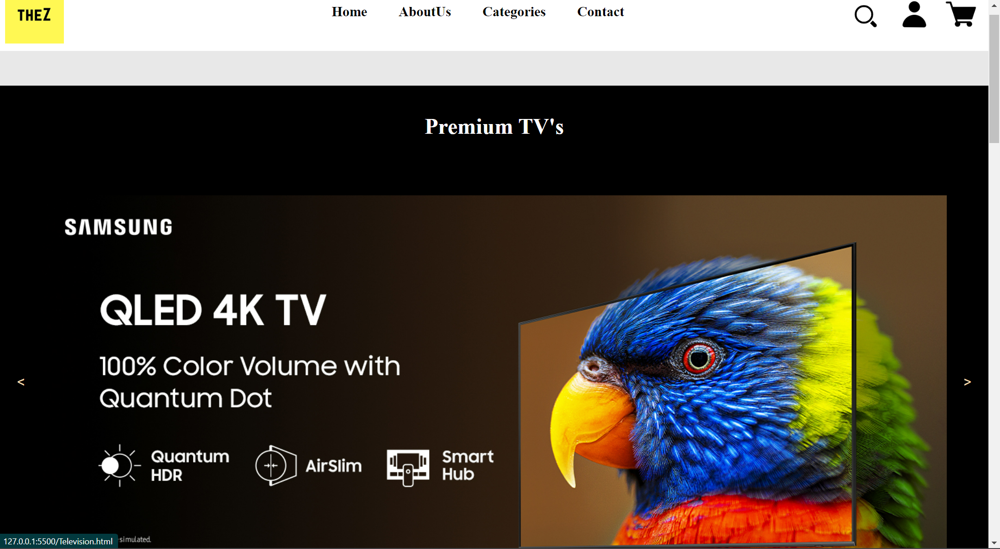 THEZ
Home AboutUs Categories Contact
Premium TV's
SAMSUNG
QLED 4K TV
100% Color Volume with
Quantum Dot
Quantum
HDR
AirSlim
Smart
Hub
<
>
simulated.
127.0.0.1:5500/Television.html